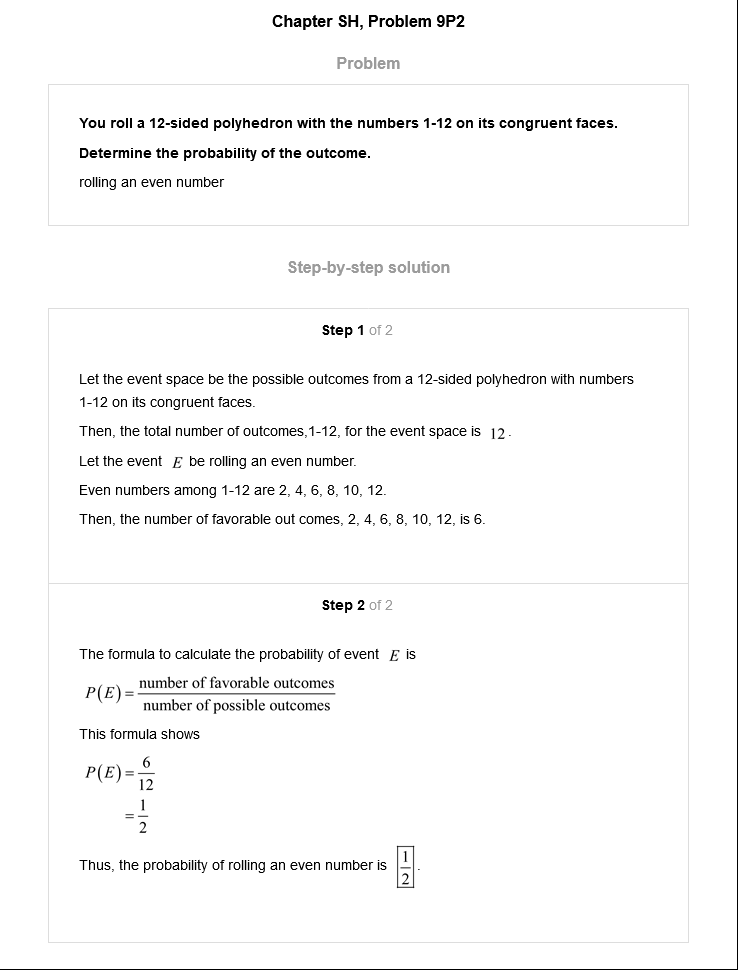 Chapter SH, Problem 9P2
Problem
You roll a 12-sided polyhedron with the numbers 1-12 on its congruent faces.
Determine the probability of the outcome.
rolling an even number
Step-by-step solution
Step 1 of 2
Let the event space be the possible outcomes from a 12-sided polyhedron with numbers
1-12 on its congruent faces.
Then, the total number of outcomes,1-12, for the event space is 12.
Let the event E be rolling an even number.
Even numbers among 1-12 are 2, 4, 6, 8, 10, 12.
Then, the number of favorable out comes, 2, 4, 6, 8, 10, 12, is 6.
Step 2 of 2
The formula to calculate the probability of event E is
P(E) = number of favorable outcomes / number of possible outcomes
This formula shows
P(E) = 6/12
= 1/2
Thus, the probability of rolling an even number is 1/2.